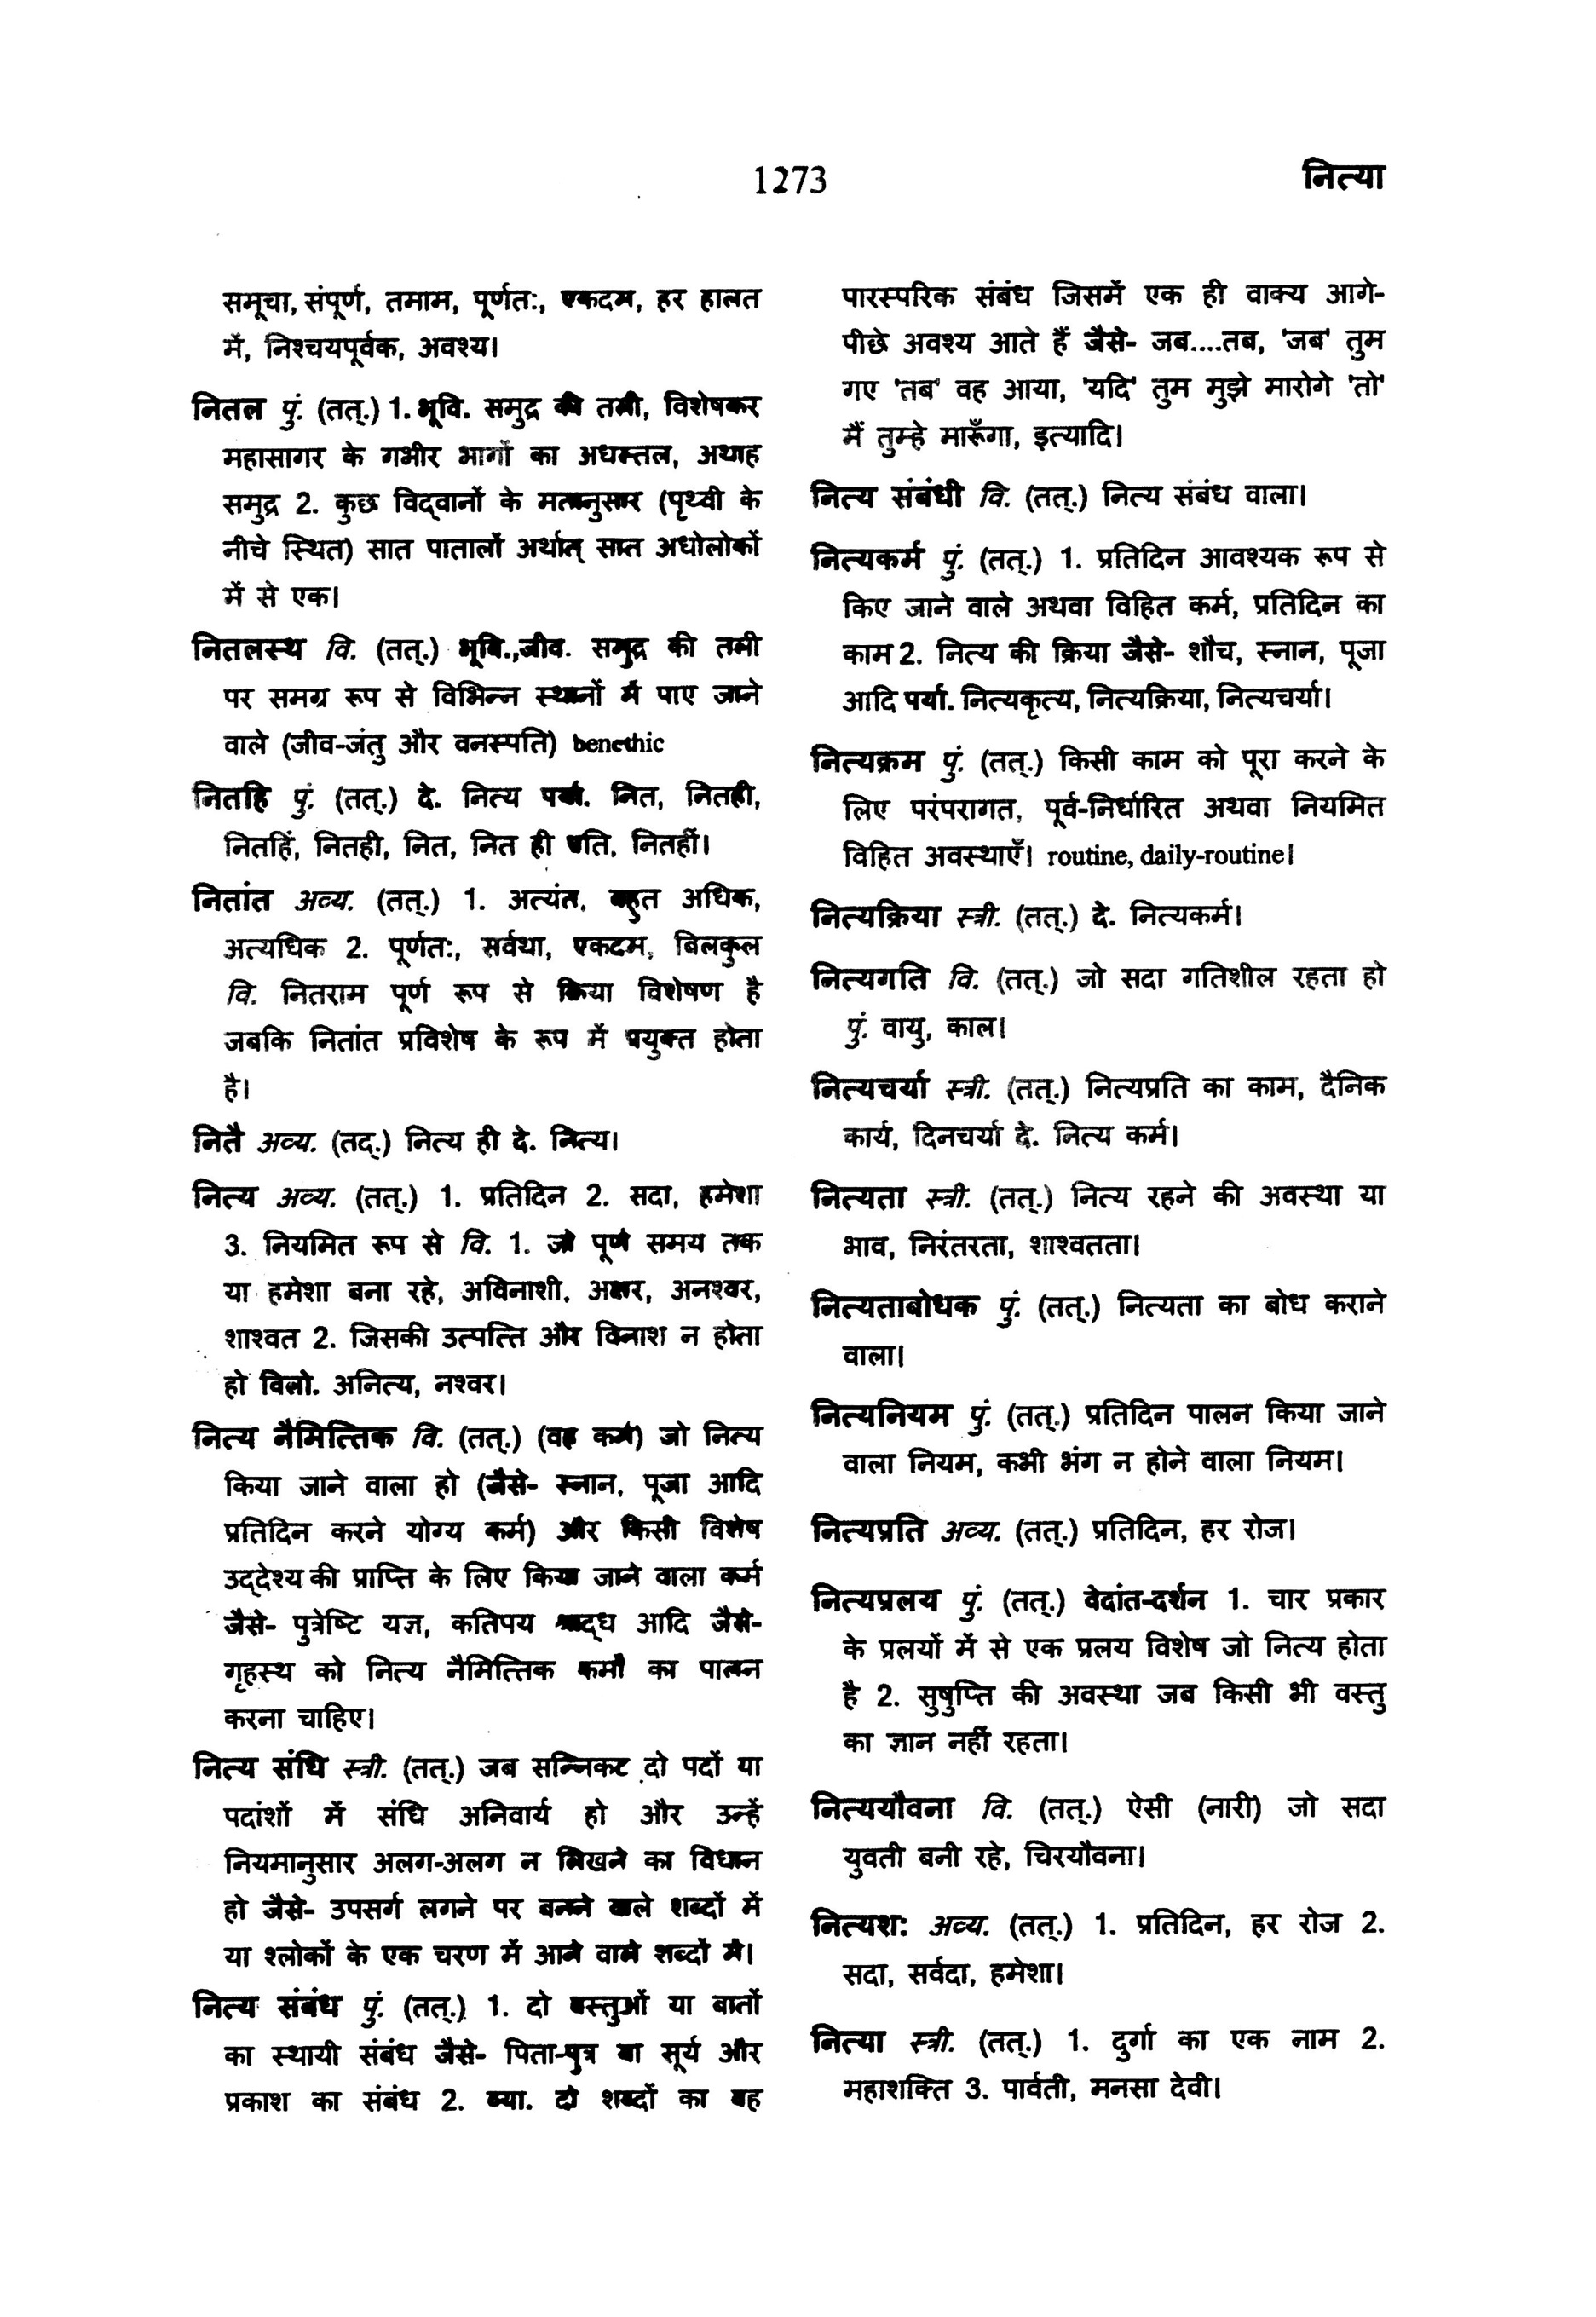 1273
नित्या
समूचा, संपूर्ण, तमाम, पूर्णतः, एकदम, हर हालत
में, निश्चयपूर्वक, अवश्य।
नितल पुं. (तत्.) 1. भूवि. समुद्र की तली, विशेषकर
महासागर के गभीर भागों का अधस्तल, अथाह
समुद्र 2. कुछ विद्वानों के मतानुसार (पृथ्वी के
नीचे स्थित) सात पातालों अर्थात् सात अधोलोकों
में से एक।
नितलस्थ वि. (तत्.) भूवि.,जीव. समुद्र की तली
पर समग्र रूप से विभिन्न स्थानों में पाए जाने
वाले (जीव-जंतु और वनस्पति) benethic
नितहि पुं. (तत्.) दे. नित्य पर्या. नित, नितही,
नितहिं, नितही, नित, नित ही प्रति, नितहीं।
नितांत अव्य. (तत्.) 1. अत्यंत, बहुत अधिक,
अत्यधिक 2. पूर्णतः, सर्वथा, एकदम, बिलकुल
वि. नितराम पूर्ण रूप से क्रिया विशेषण है
जबकि नितांत प्रविशेष के रूप में प्रयुक्त होता
है।
नितै अव्य. (तद्.) नित्य ही दे. नित्य।
नित्य अव्य. (तत्.) 1. प्रतिदिन 2. सदा, हमेशा
3. नियमित रूप से वि. 1. जो पूर्ण समय तक
या हमेशा बना रहे, अविनाशी, अक्षर, अनश्वर,
शाश्वत 2. जिसकी उत्पत्ति और विनाश न होता
हो विलो. अनित्य, नश्वर।
नित्य नैमित्तिक वि. (तत्.) (वह कर्म) जो नित्य
किया जाने वाला हो (जैसे- स्नान, पूजा आदि
प्रतिदिन करने योग्य कर्म) और किसी विशेष
उद्देश्य की प्राप्ति के लिए किया जाने वाला कर्म
जैसे- पुत्रेष्टि यज्ञ, कतिपय श्राद्ध आदि जैसे-
गृहस्थ को नित्य नैमित्तिक कर्मों का पालन
करना चाहिए।
नित्य संधि स्त्री. (तत्.) जब सन्निकट दो पदों या
पदांशों में संधि अनिवार्य हो और उन्हें
नियमानुसार अलग-अलग न लिखने का विधान
हो जैसे- उपसर्ग लगने पर बनने वाले शब्दों में
या श्लोकों के एक चरण में आने वाले शब्दों में।
नित्य संबंध पुं. (तत्.) 1. दो वस्तुओं या बातों
का स्थायी संबंध जैसे- पिता-पुत्र या सूर्य और
प्रकाश का संबंध 2. व्या. दो शब्दों का वह
पारस्परिक संबंध जिसमें एक ही वाक्य आगे-
पीछे अवश्य आते हैं जैसे- जब....तब, 'जब' तुम
गए 'तब' वह आया, 'यदि' तुम मुझे मारोगे 'तो'
मैं तुम्हे मारूँगा, इत्यादि।
नित्य संबंधी वि. (तत्.) नित्य संबंध वाला।
नित्यकर्म पुं. (तत्.) 1. प्रतिदिन आवश्यक रूप से
किए जाने वाले अथवा विहित कर्म, प्रतिदिन का
काम 2. नित्य की क्रिया जैसे- शौच, स्नान, पूजा
आदि पर्या. नित्यकृत्य, नित्यक्रिया, नित्यचर्या।
नित्यक्रम पुं. (तत्.) किसी काम को पूरा करने के
लिए परंपरागत, पूर्व-निर्धारित अथवा नियमित
विहित अवस्थाएँ। routine, daily-routine।
नित्यक्रिया स्त्री. (तत्.) दे. नित्यकर्म।
नित्यगति वि. (तत्.) जो सदा गतिशील रहता हो
पुं. वायु, काल।
नित्यचर्या स्त्री. (तत्.) नित्यप्रति का काम, दैनिक
कार्य, दिनचर्या दे. नित्य कर्म।
नित्यता स्त्री. (तत्.) नित्य रहने की अवस्था या
भाव, निरंतरता, शाश्वतता।
नित्यताबोधक पुं. (तत्.) नित्यता का बोध कराने
वाला।
नित्यनियम पुं. (तत्.) प्रतिदिन पालन किया जाने
वाला नियम, कभी भंग न होने वाला नियम।
नित्यप्रति अव्य. (तत्.) प्रतिदिन, हर रोज।
नित्यप्रलय पुं. (तत्.) वेदांत-दर्शन 1. चार प्रकार
के प्रलयों में से एक प्रलय विशेष जो नित्य होता
है 2. सुषुप्ति की अवस्था जब किसी भी वस्तु
का ज्ञान नहीं रहता।
नित्ययौवना वि. (तत्.) ऐसी (नारी) जो सदा
युवती बनी रहे, चिरयौवना।
नित्यशः अव्य. (तत्.) 1. प्रतिदिन, हर रोज 2.
सदा, सर्वदा, हमेशा।
नित्या स्त्री. (तत्.) 1. दुर्गा का एक नाम 2.
महाशक्ति 3. पार्वती, मनसा देवी।